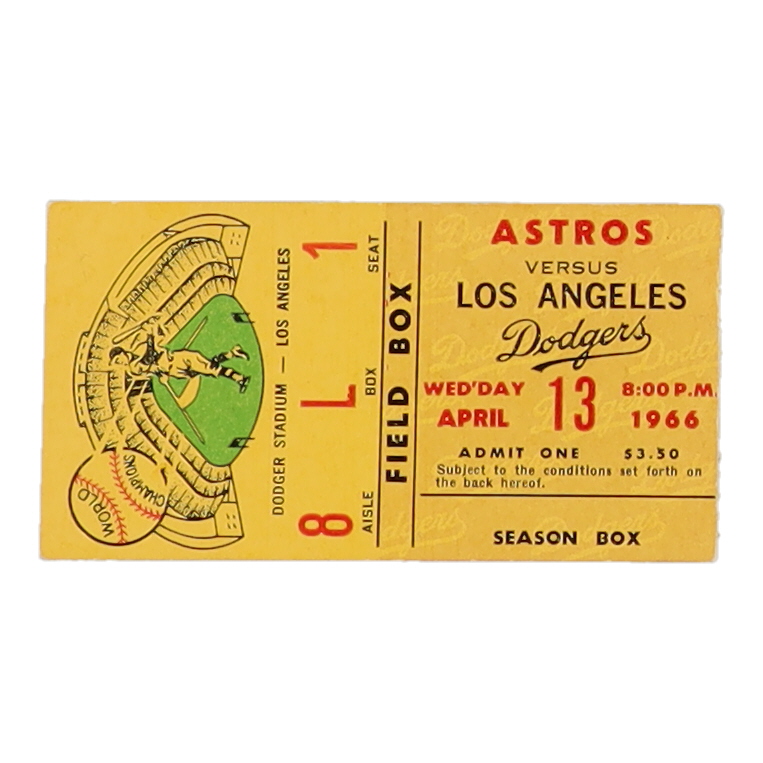 WORLD
CHAMPIONS
DODGER STADIUM — LOS ANGELES
8 L 1
AISLE BOX SEAT
FIELD BOX
ASTROS
VERSUS
LOS ANGELES
Dodgers
WED'DAY 13 8:00 P.M.
APRIL 1966
ADMIT ONE $3.50
Subject to the conditions set forth on
the back hereof.
SEASON BOX